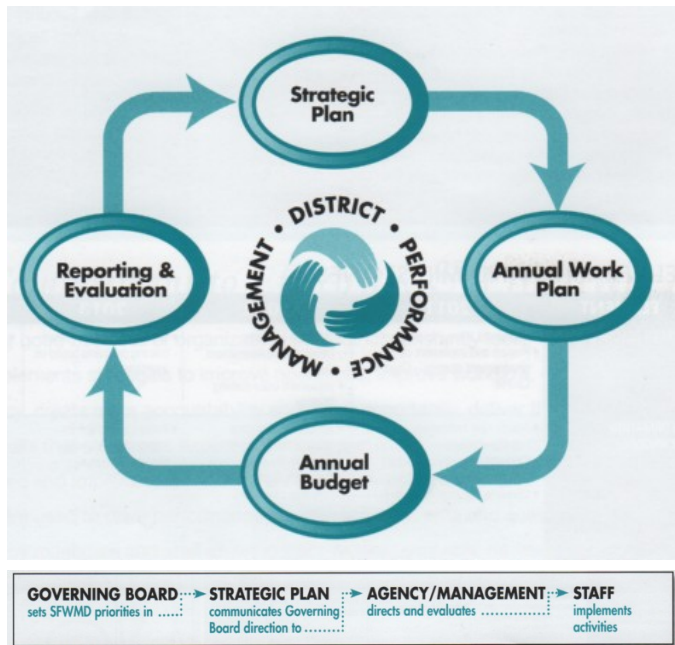 Strategic
Plan
DISTRICT • PERFORMANCE • MANAGEMENT •
Reporting &
Evaluation
Annual Work
Plan
Annual
Budget
GOVERNING BOARD
sets SFWMD priorities in ......
STRATEGIC PLAN
communicates Governing
Board direction to ........
AGENCY/MANAGEMENT
directs and evaluates ..............
STAFF
implements
activities